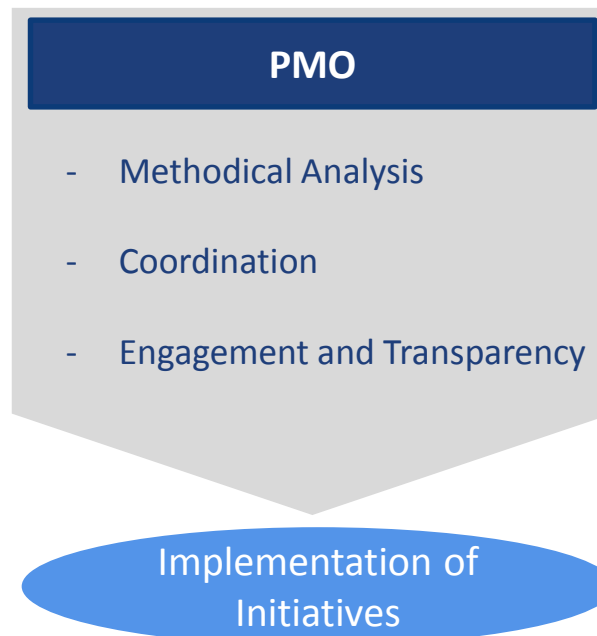 PMO
- Methodical Analysis
- Coordination
- Engagement and Transparency
Implementation of
Initiatives